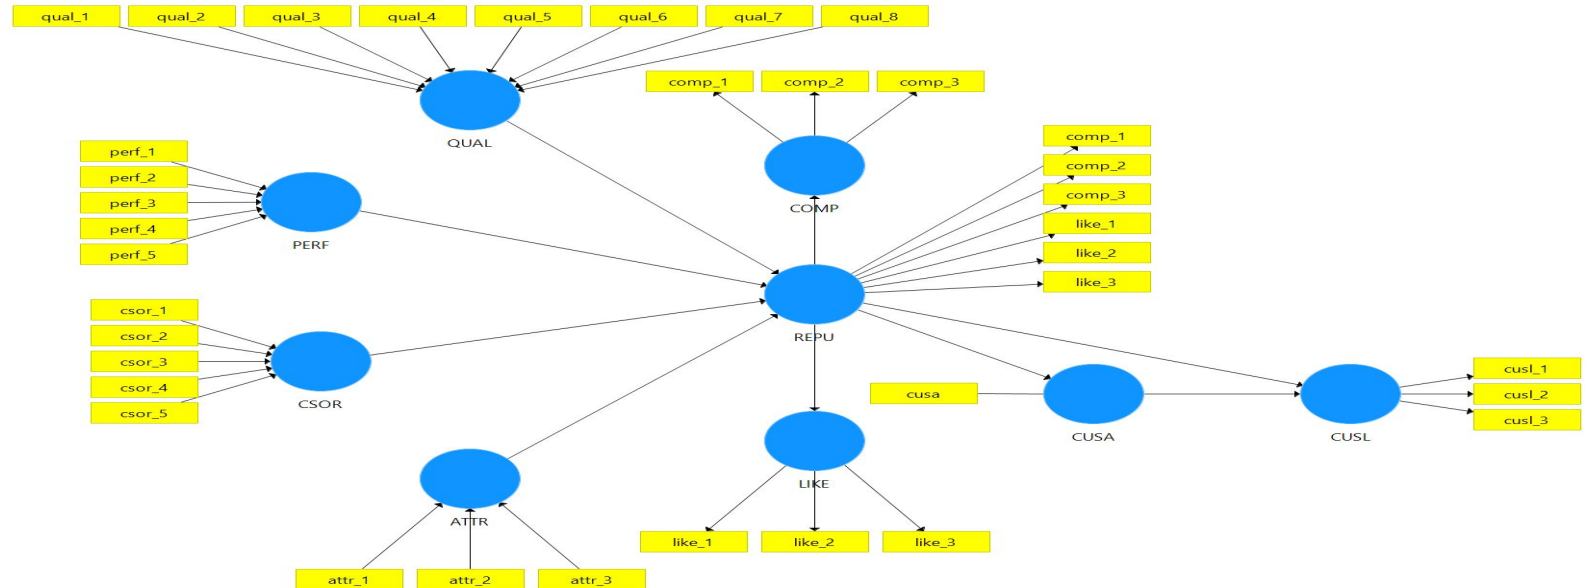 qual_1 qual_2 qual_3 qual_4 qual_5 qual_6 qual_7 qual_8
QUAL
comp_1 comp_2 comp_3
COMP
perf_1
perf_2
perf_3
perf_4
perf_5
PERF
comp_1
comp_2
comp_3
like_1
like_2
like_3
REPU
csor_1
csor_2
csor_3
csor_4
csor_5
CSOR
cusa
CUSA
CUSL
cusl_1
cusl_2
cusl_3
LIKE
like_1 like_2 like_3
ATTR
attr_1 attr_2 attr_3